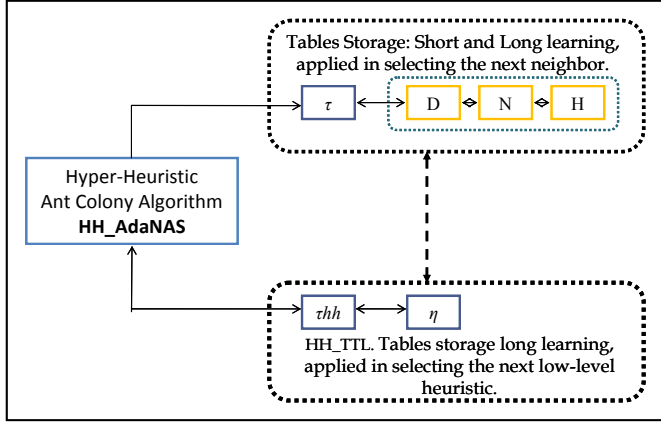 Tables Storage: Short and Long learning,
applied in selecting the next neighbor.
τ D N H
Hyper-Heuristic
Ant Colony Algorithm
HH_AdaNAS
τhh η
HH_TTL. Tables storage long learning,
applied in selecting the next low-level
heuristic.